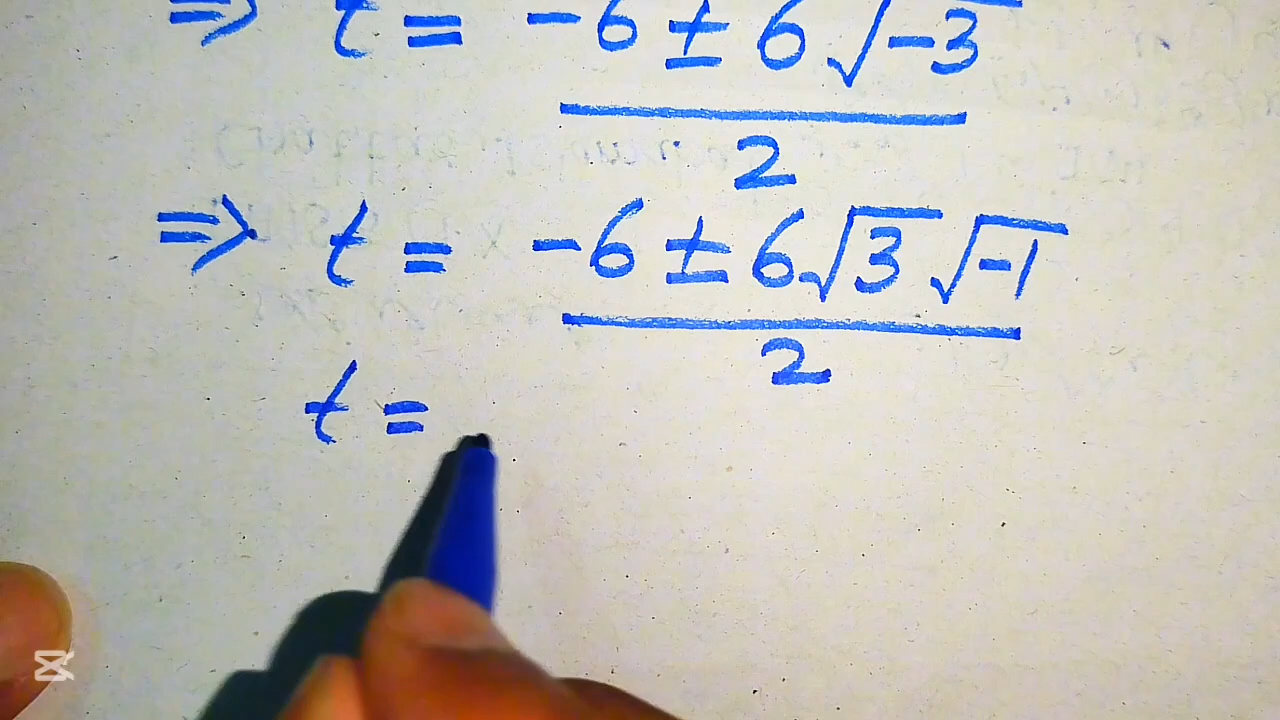 ⇒ t = -6 ± 6√-3
2
⇒ t = -6 ± 6√3 √-1
2
t =